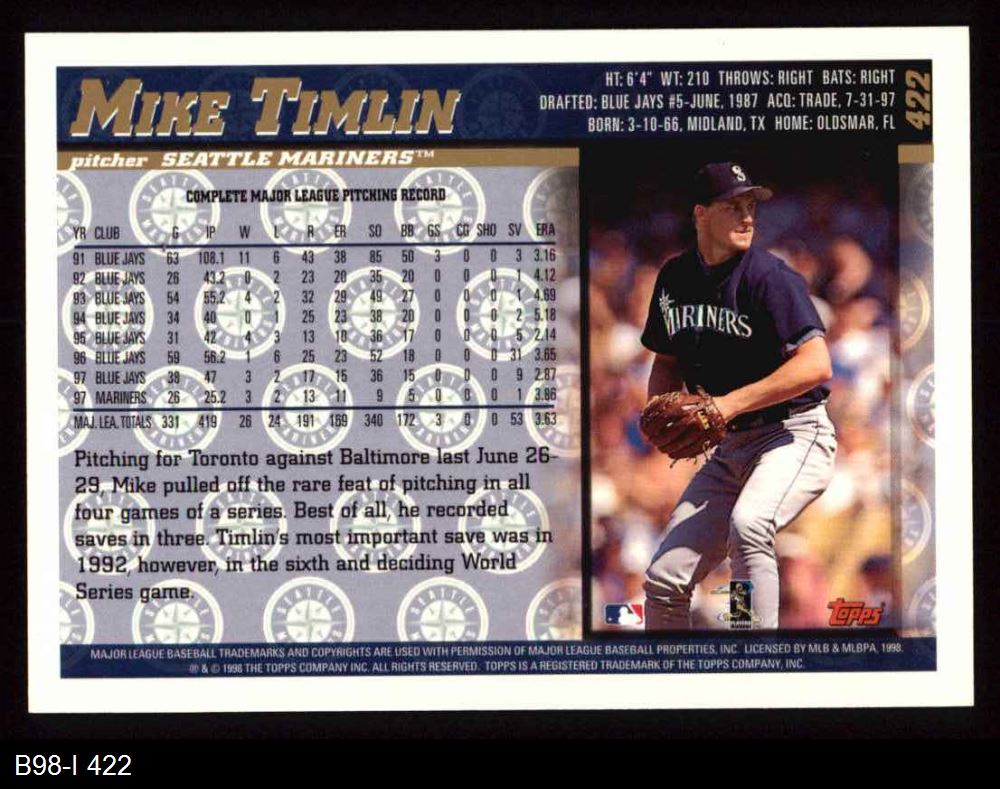 MIKE TIMLIN
HT: 6'4" WT: 210 THROWS: RIGHT BATS: RIGHT
DRAFTED: BLUE JAYS #5-JUNE, 1987 ACQ: TRADE, 7-31-97
BORN: 3-10-66, MIDLAND, TX HOME: OLDSMAR, FL
422
pitcher SEATTLE MARINERS™
COMPLETE MAJOR LEAGUE PITCHING RECORD
YR CLUB G IP W L R ER SO BB GS CG SHO SV ERA
91 BLUE JAYS 63 108.1 11 6 43 38 85 50 3 0 0 3 3.16
92 BLUE JAYS 26 43.2 0 2 23 20 35 20 0 0 0 1 4.12
93 BLUE JAYS 54 55.2 4 2 32 29 49 27 0 0 0 1 4.69
94 BLUE JAYS 34 40 0 1 25 23 38 20 0 0 0 2 5.18
95 BLUE JAYS 31 42 4 3 13 10 36 17 0 0 0 5 2.14
96 BLUE JAYS 59 56.2 1 6 25 23 52 18 0 0 0 31 3.65
97 BLUE JAYS 38 47 3 2 17 15 36 15 0 0 0 9 2.87
97 MARINERS 26 25.2 3 2 13 11 9 5 0 0 0 1 3.86
MAJ. LEA. TOTALS 331 419 26 24 191 169 340 172 3 0 0 53 3.63
Pitching for Toronto against Baltimore last June 26-
29, Mike pulled off the rare feat of pitching in all
four games of a series. Best of all, he recorded
saves in three. Timlin's most important save was in
1992, however, in the sixth and deciding World
Series game.
MARINERS
Topps
MAJOR LEAGUE BASEBALL TRADEMARKS AND COPYRIGHTS ARE USED WITH PERMISSION OF MAJOR LEAGUE BASEBALL PROPERTIES, INC. LICENSED BY MLB & MLBPA, 1998.
® & © 1998 THE TOPPS COMPANY INC. ALL RIGHTS RESERVED. TOPPS IS A REGISTERED TRADEMARK OF THE TOPPS COMPANY, INC.
B98-I 422